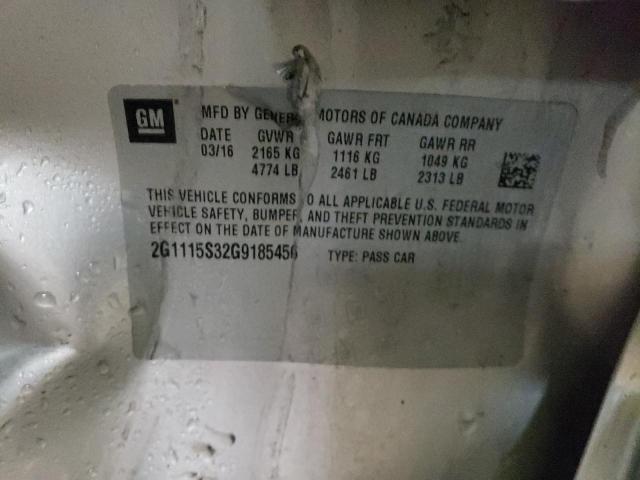 GM
MFD BY GENERAL MOTORS OF CANADA COMPANY
DATE GVWR GAWR FRT GAWR RR
03/16 2165 KG 1116 KG 1049 KG
4774 LB 2461 LB 2313 LB
THIS VEHICLE CONFORMS TO ALL APPLICABLE U.S. FEDERAL MOTOR
VEHICLE SAFETY, BUMPER, AND THEFT PREVENTION STANDARDS IN
EFFECT ON THE DATE OF MANUFACTURE SHOWN ABOVE.
2G1115S32G9185456 TYPE: PASS CAR